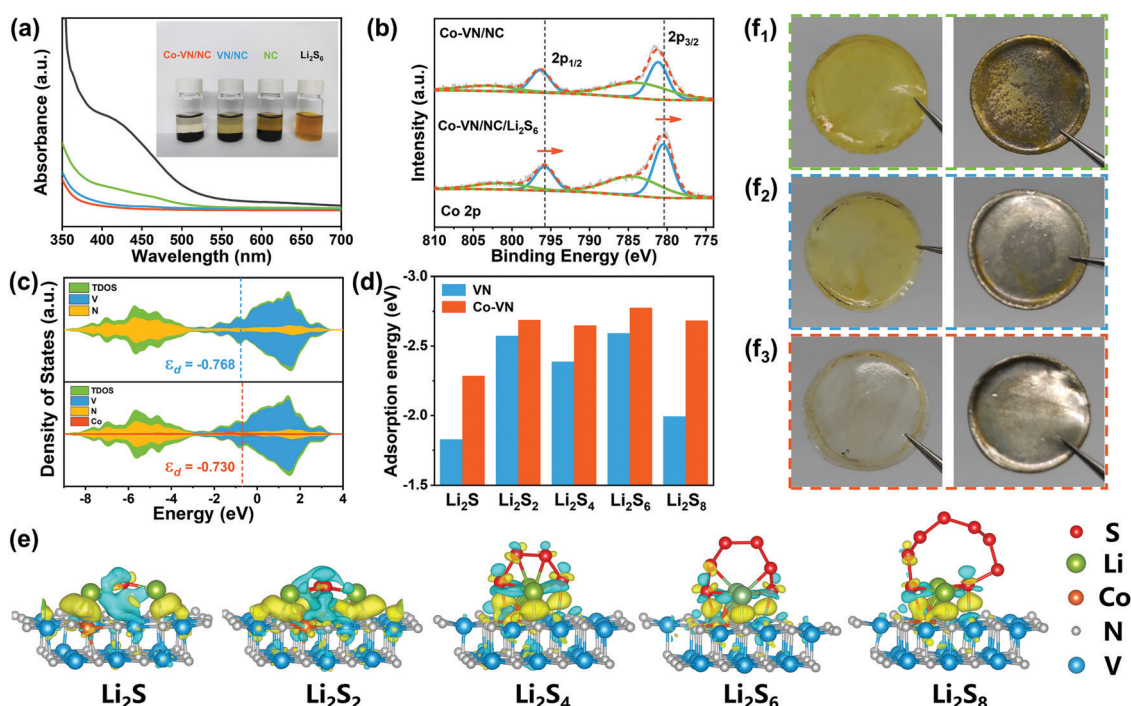 (a)
Absorbance (a.u.)
Co-VN/NC VN/NC NC Li₂S₆
350 400 450 500 550 600 650 700
Wavelength (nm)
(b)
Intensity (a.u.)
Co-VN/NC
2p₁/₂
2p₃/₂
Co-VN/NC/Li₂S₆
Co 2p
810 805 800 795 790 785 780 775
Binding Energy (eV)
(f₁)
(f₂)
(f₃)
(c)
Density of States (a.u.)
TDOS
V
N
ε_d = -0.768
TDOS
V
N
Co
ε_d = -0.730
-8 -6 -4 -2 0 2 4
Energy (eV)
(d)
Adsorption energy (eV)
-3.0
-2.5
-2.0
-1.5
VN
Co-VN
Li₂S Li₂S₂ Li₂S₄ Li₂S₆ Li₂S₈
(e)
Li₂S Li₂S₂ Li₂S₄ Li₂S₆ Li₂S₈
S
Li
Co
N
V